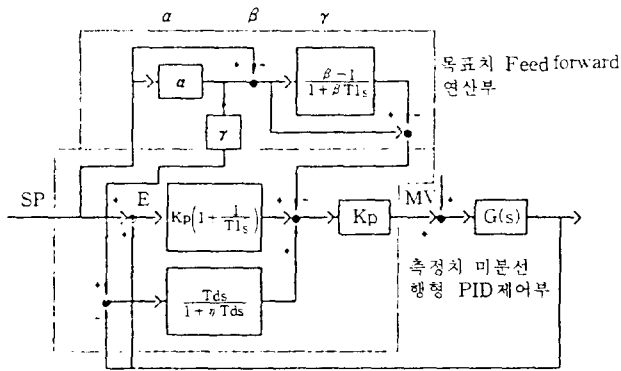 α β γ
목표치 Feed forward
연산부
α
β-1
1+βTIs
γ
SP
E
Kp(1+ 1
TIs )
Kp
MV
G(s)
측정치 미분선
행형 PID제어부
Tds
1+ηTds